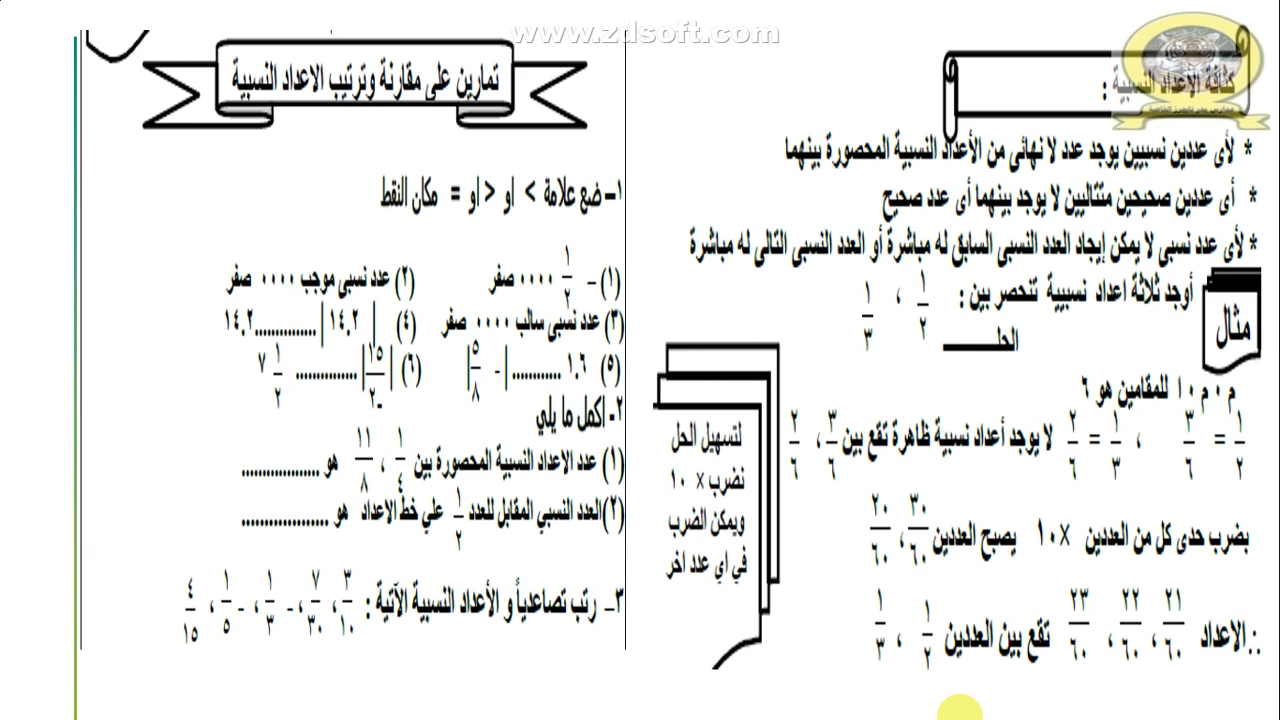 www.zdsoft.com
كثافة الأعداد النسبية :
* لأى عددين نسبيين يوجد عدد لا نهائى من الأعداد النسبية المحصورة بينهما
* أى عددين صحيحين متتاليين لا يوجد بينهما أى عدد صحيح
* لأى عدد نسبى لا يمكن إيجاد العدد النسبى السابق له مباشرة أو العدد النسبى التالى له مباشرة
مثال
أوجد ثلاثة اعداد نسبيية تنحصر بين : ١/٢ ، ١/٣
الحل
م ٠ م ٠ أ للمقامين هو ٦
١/٢ = ٣/٦ ، ١/٣ = ٢/٦ لا يوجد أعداد نسبية ظاهرة تقع بين ٣/٦ ، ٢/٦
بضرب حدى كل من العددين × ١٠ يصبح العددين ٣٠/٦٠ ، ٢٠/٦٠
∴ الاعداد ٢١/٦٠ ، ٢٢/٦٠ ، ٢٣/٦٠ تقع بين العددين ١/٢ ، ١/٣
لتسهيل الحل
نضرب × ١٠
ويمكن الضرب
في اي عدد اخر
تمارين على مقارنة وترتيب الاعداد النسبية
١– ضع علامة > او < او = مكان النقط
(١) – ١/٢ ٠٠٠٠ صفر (٢) عدد نسبى موجب ٠٠٠٠ صفر
(٣) عدد نسبى سالب ٠٠٠٠ صفر (٤) | ١٤.٢ | .............. ١٤.٢
(٥) ١.٦ ............ | - ٥/٨ | (٦) | ١٥/-٢ | .............. ٧ ١/٢
٢- اكمل ما يلي
(١) عدد الاعداد النسبية المحصورة بين ١/٤ ، ١١/٨ هو .................
(٢) العدد النسبي المقابل للعدد ١/٢ علي خط الاعداد هو ...................
٣– رتب تصاعدياً و الأعداد النسبية الآتية : ٣/١٠ ، ٧/٣٠ ، - ١/٣ ، - ١/٥ ، ٤/١٥